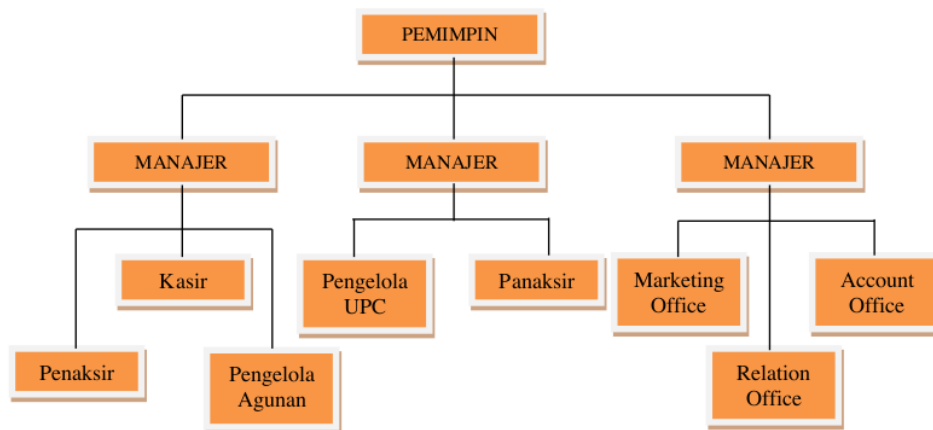 PEMIMPIN
MANAJER
MANAJER
MANAJER
Kasir
Pengelola
UPC
Panaksir
Marketing
Office
Account
Office
Penaksir
Pengelola
Agunan
Relation
Office